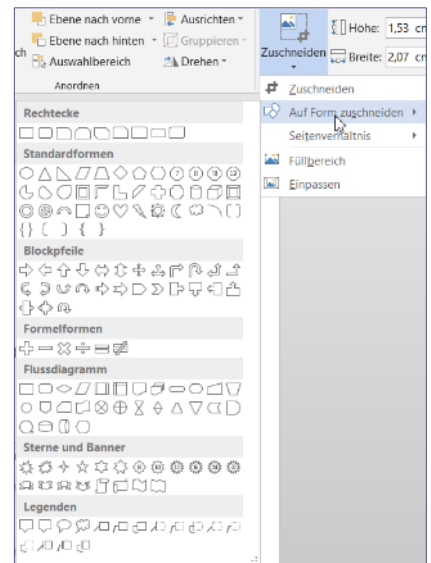 Ebene nach vorne
Ausrichten
Ebene nach hinten
Gruppieren
ch
Auswahlbereich
Drehen
Anordnen
Zuschneiden
Höhe: 1,53 cm
Breite: 2,07 cm
Zuschneiden
Auf Form zuschneiden
Seitenverhältnis
Füllbereich
Einpassen
Rechtecke
Standardformen
Blockpfeile
Formelformen
Flussdiagramm
Sterne und Banner
Legenden